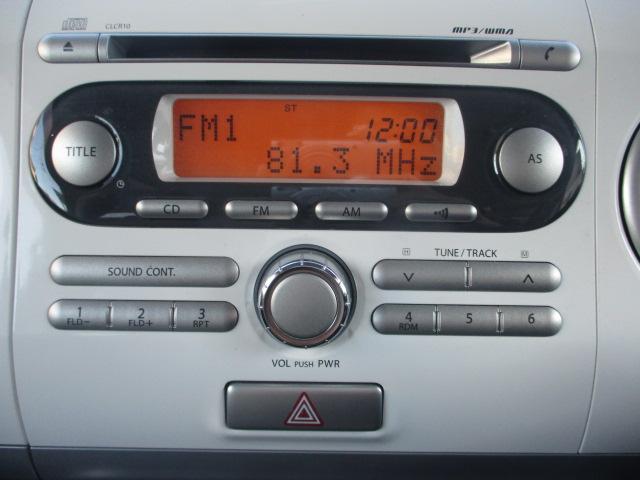 CLCR10
MP3/WMA
ST
FM1 12:00
81.3 MHz
TITLE
AS
CD FM AM
SOUND CONT.
H TUNE / TRACK M
1 2 3
FLD− FLD+ RPT
4 5 6
RDM
VOL PUSH PWR